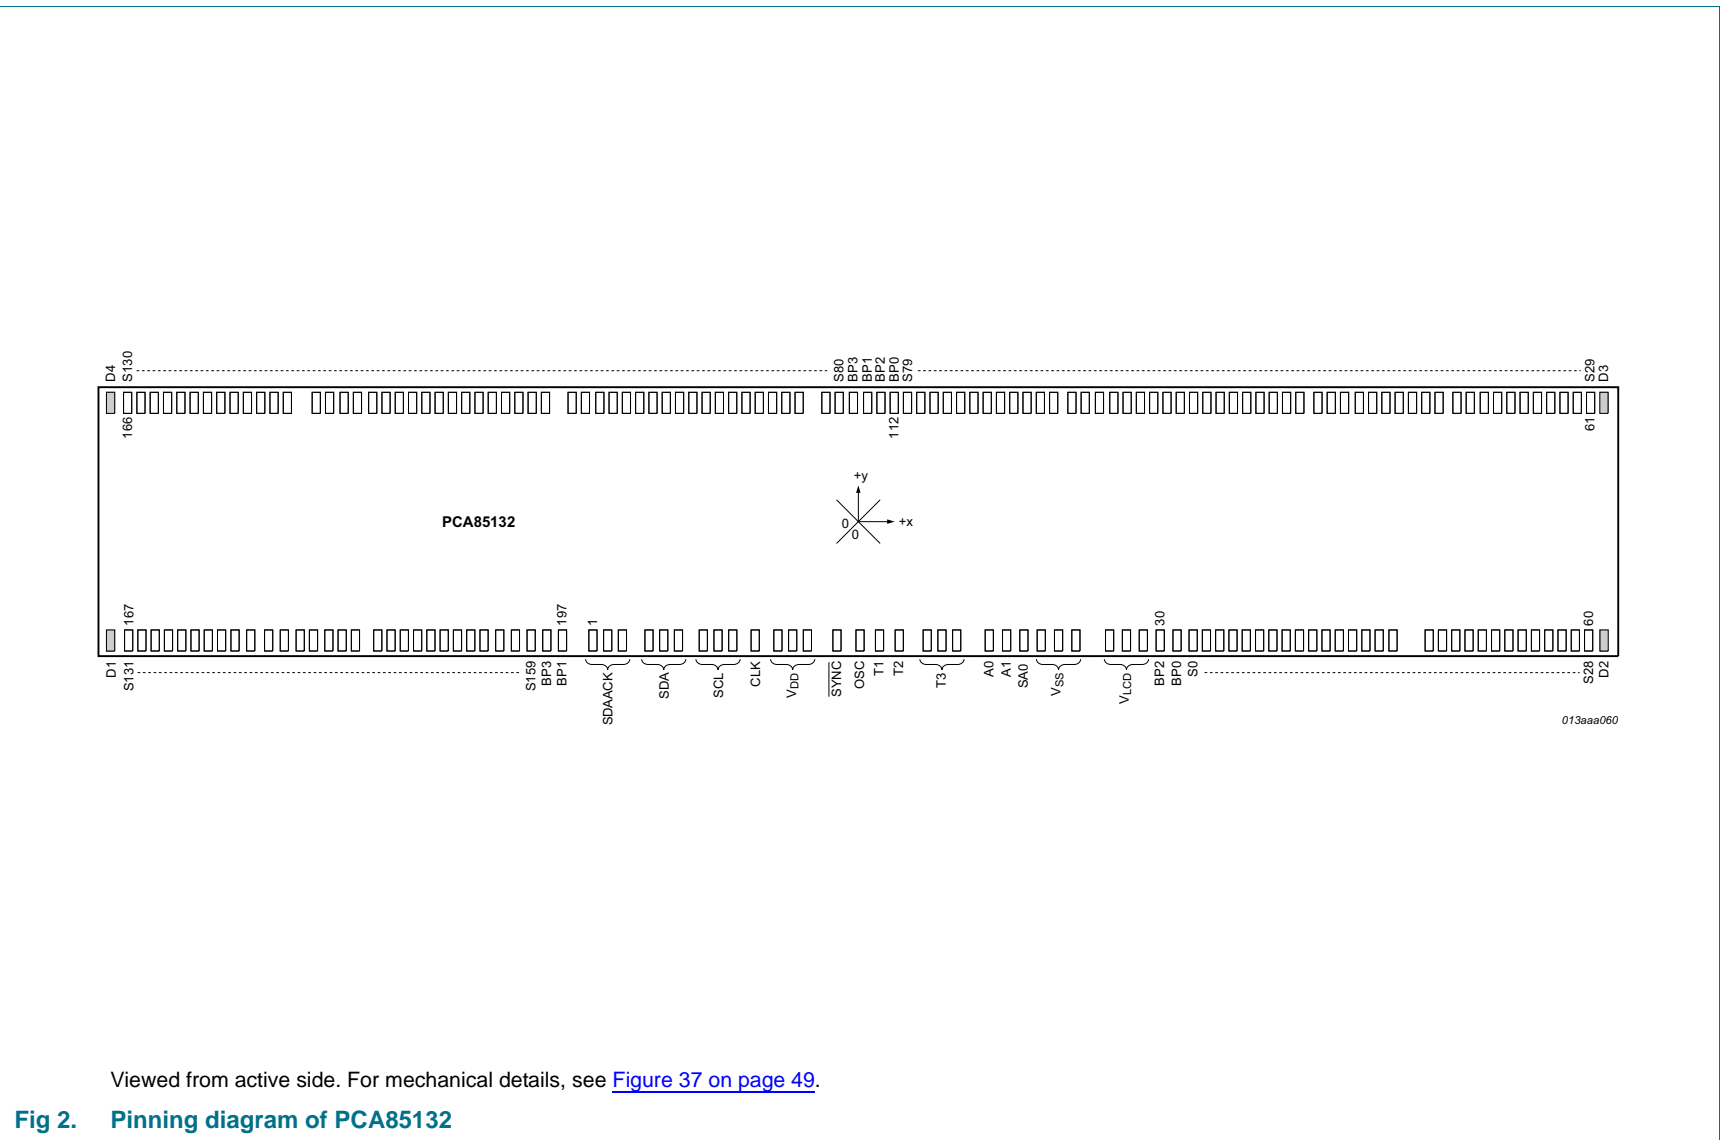 D4 S130 S80 BP3 BP1 BP2 BP0 S79 S29 D3
166 112 61
+y
PCA85132 0 +x
0
167 197 1 30 60
D1 S131 S159 BP3 BP1 SDAACK SDA SCL CLK VDD SYNC OSC T1 T2 T3 A0 A1 SA0 VSS VLCD BP2 BP0 S0 S28 D2
013aaa060
Viewed from active side. For mechanical details, see Figure 37 on page 49.
Fig 2. Pinning diagram of PCA85132